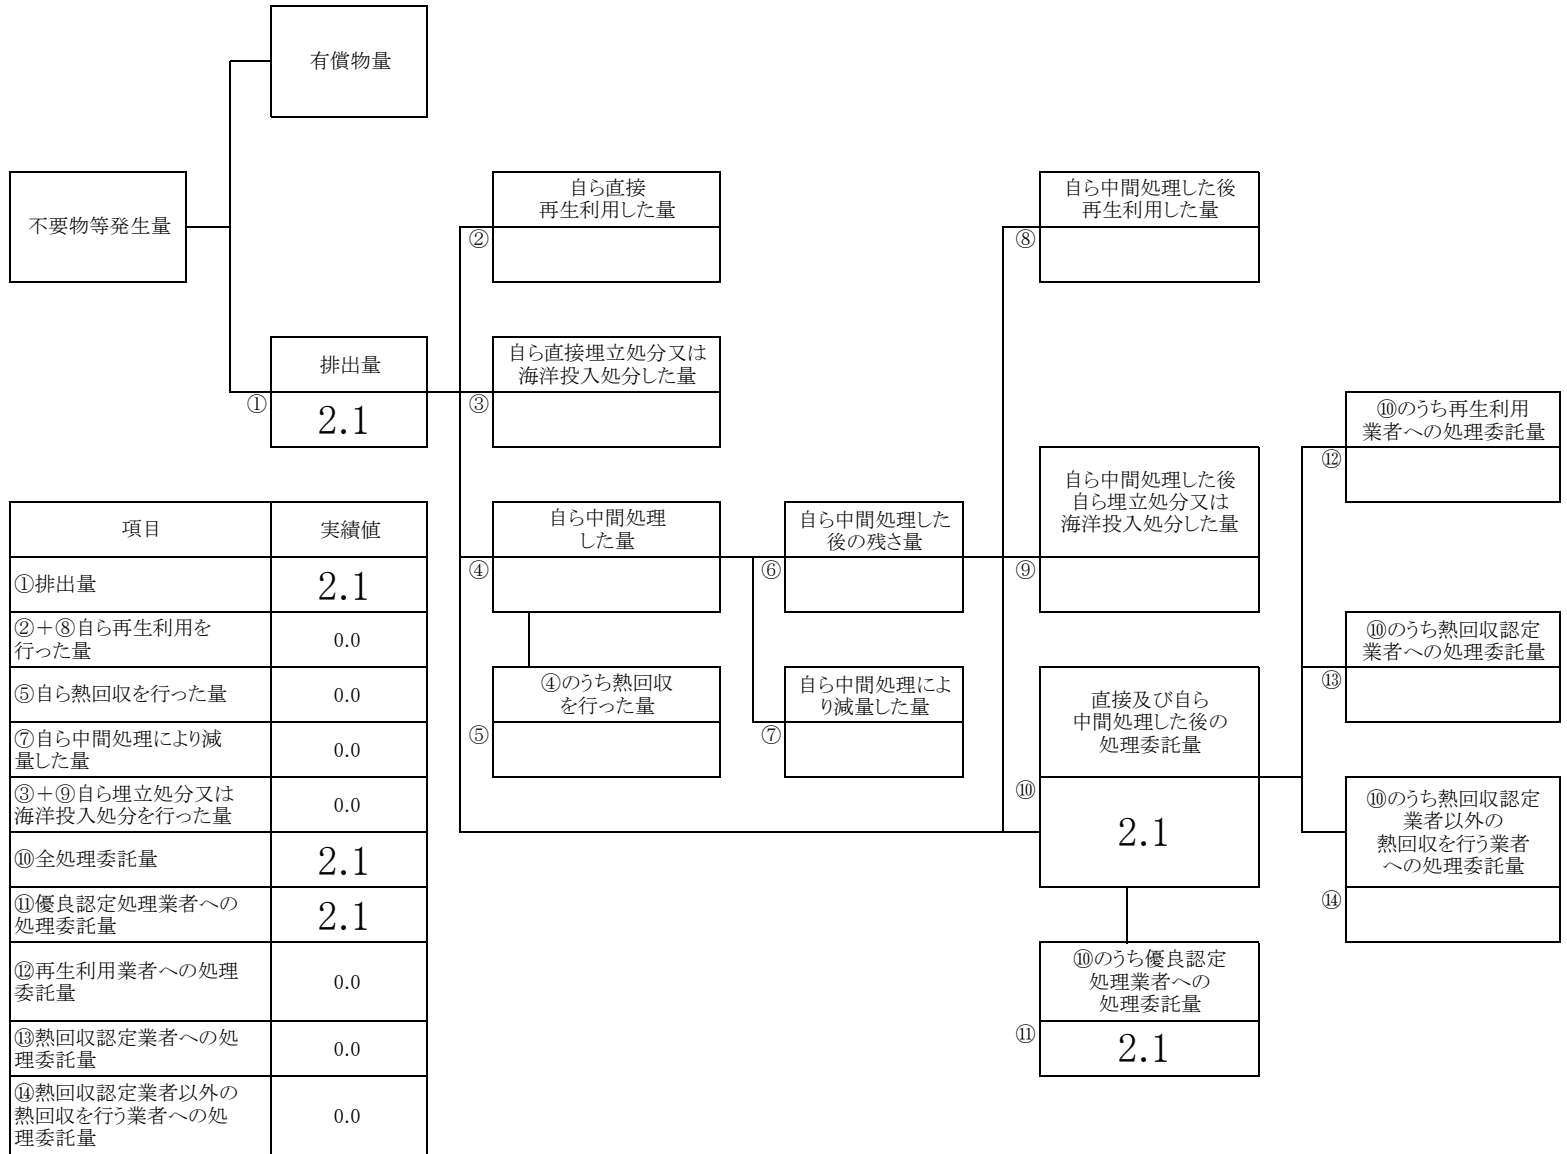 有償物量
不要物等発生量
自ら直接
再生利用した量
②
自ら中間処理した後
再生利用した量
⑧
排出量
①
2.1
自ら直接埋立処分又は
海洋投入処分した量
③
⑩のうち再生利用
業者への処理委託量
⑫
自ら中間処理
した量
④
自ら中間処理した
後の残さ量
⑥
自ら中間処理した後
自ら埋立処分又は
海洋投入処分した量
⑨
⑩のうち熱回収認定
業者への処理委託量
⑬
④のうち熱回収
を行った量
⑤
自ら中間処理によ
り減量した量
⑦
直接及び自ら
中間処理した後の
処理委託量
⑩
2.1
⑩のうち熱回収認定
業者以外の
熱回収を行う業者
への処理委託量
⑭
⑩のうち優良認定
処理業者への
処理委託量
⑪
2.1
項目
実績値
①排出量
2.1
②+⑧自ら再生利用を
行った量
0.0
⑤自ら熱回収を行った量
0.0
⑦自ら中間処理により減
量した量
0.0
③+⑨自ら埋立処分又は
海洋投入処分を行った量
0.0
⑩全処理委託量
2.1
⑪優良認定処理業者への
処理委託量
2.1
⑫再生利用業者への処理
委託量
0.0
⑬熱回収認定業者への処
理委託量
0.0
⑭熱回収認定業者以外の
熱回収を行う業者への処
理委託量
0.0